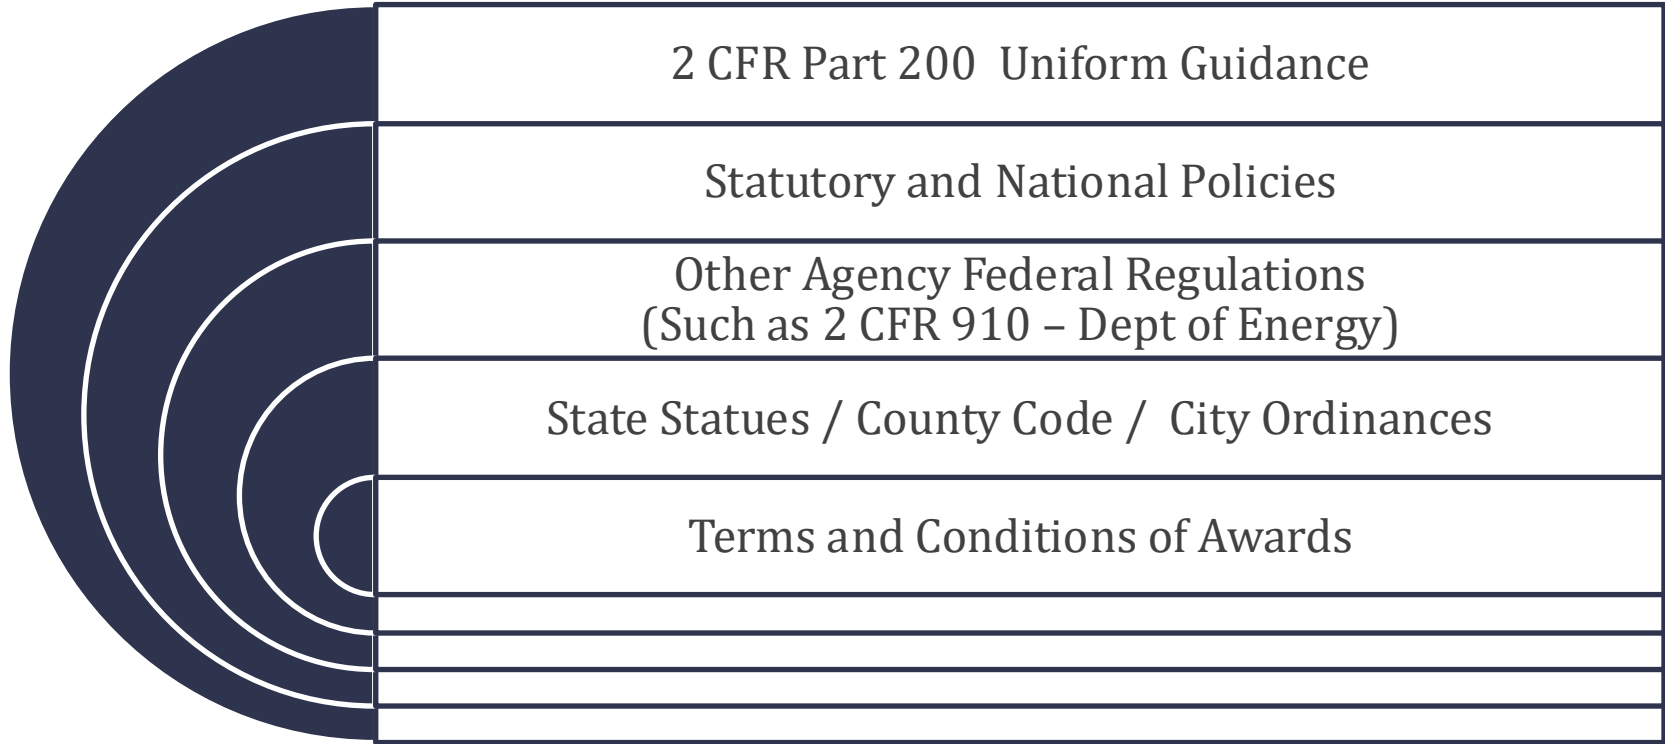 2 CFR Part 200  Uniform Guidance
Statutory and National Policies
Other Agency Federal Regulations
(Such as 2 CFR 910 – Dept of Energy)
State Statues / County Code /  City Ordinances
Terms and Conditions of Awards